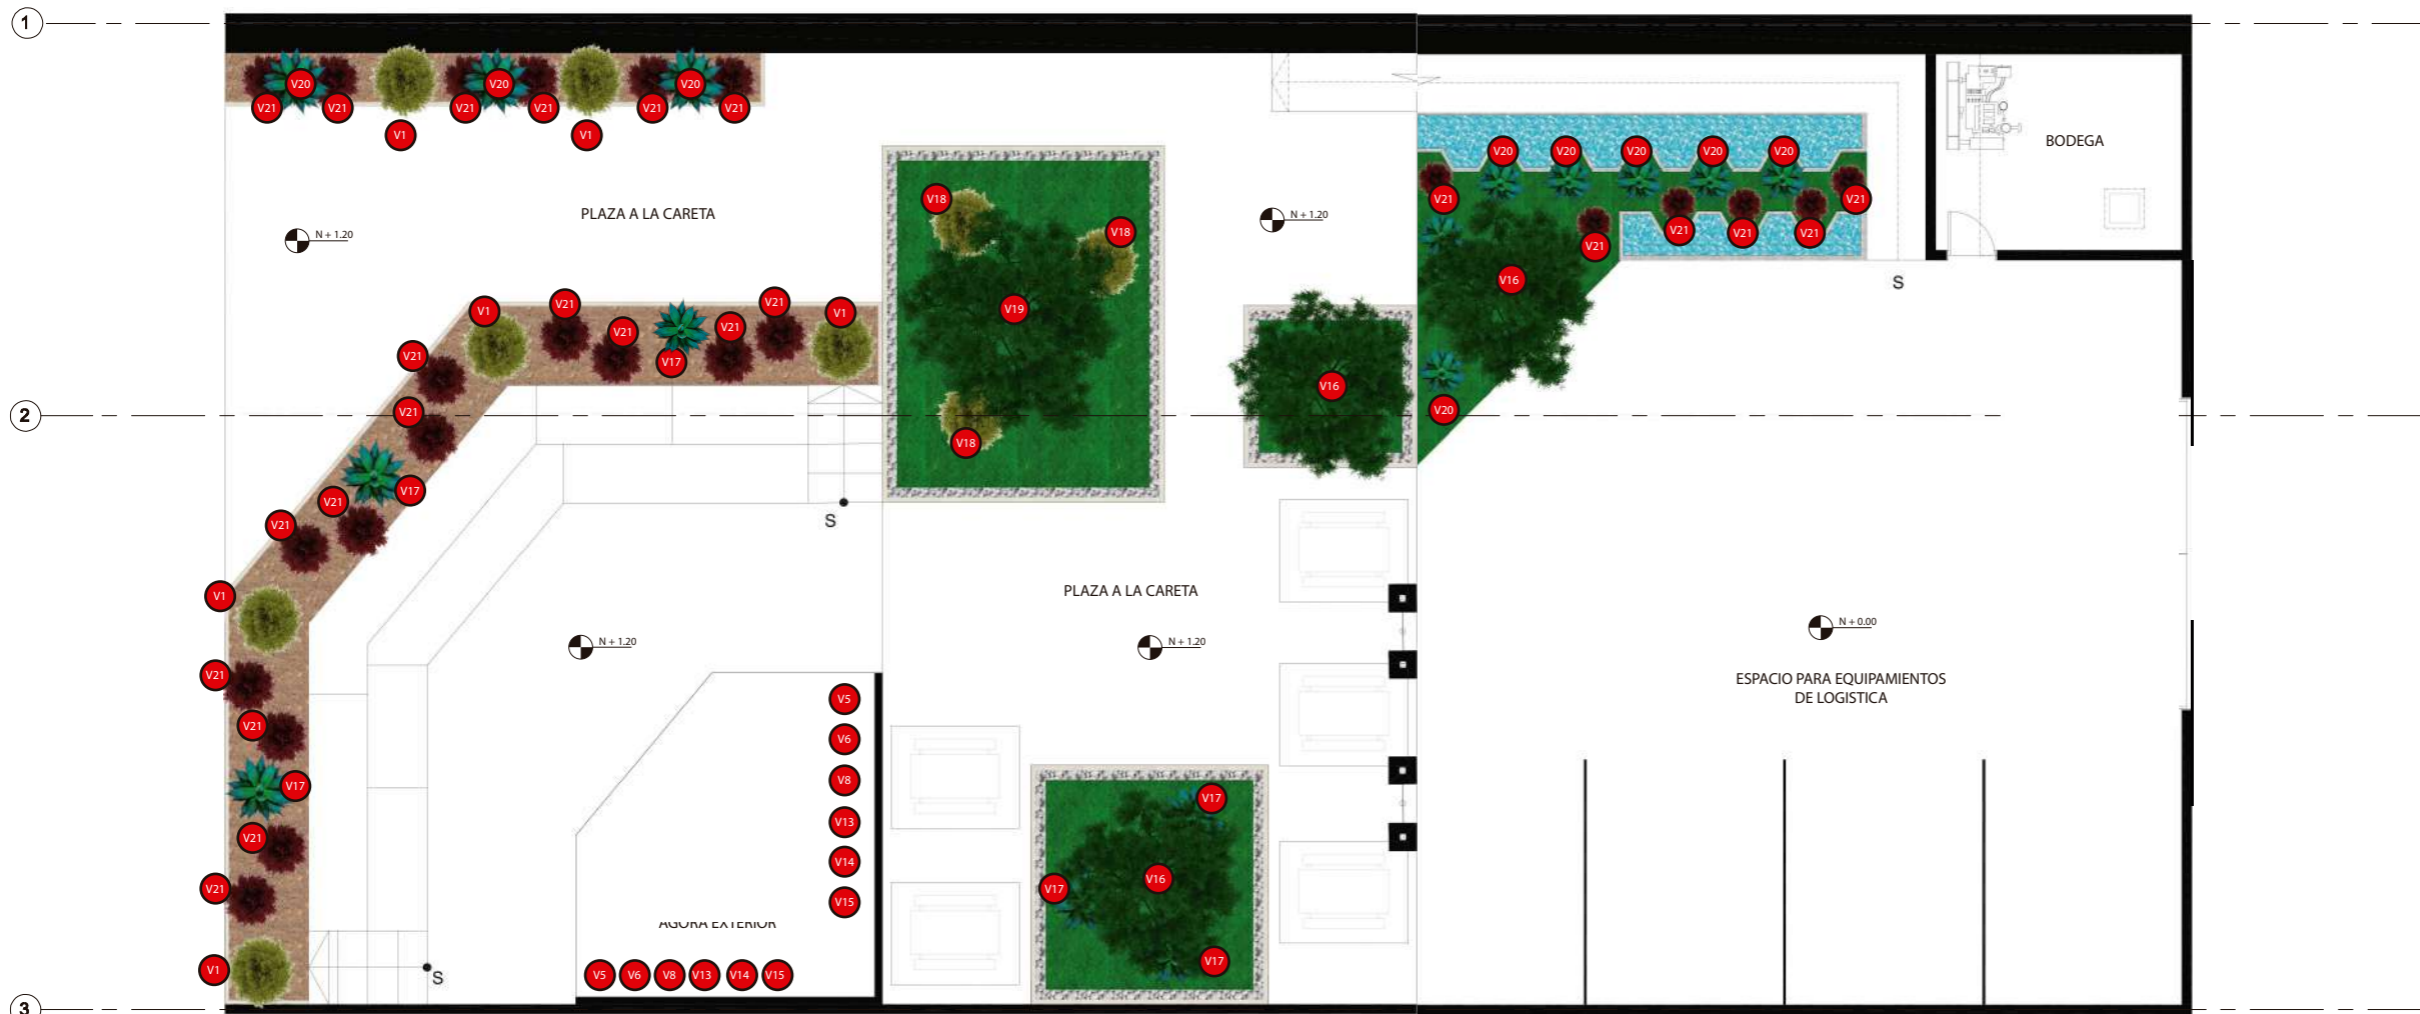 1
V20
V20
V20
V21
V21
V21
V21
V21
V21
V1
V1
BODEGA
V20
V20
V20
V20
V20
V18
V21
V21
PLAZA A LA CARETA
N + 1.20
N + 1.20
V18
V21
V21
V21
V21
S
V16
V1
V21
V21
V21
V21
V1
V19
V17
V21
V16
2
V21
V20
V18
V17
V21
V21
S
V1
PLAZA A LA CARETA
N + 1.20
N + 1.20
N + 0.00
V21
ESPACIO PARA EQUIPAMIENTOS
DE LOGISTICA
V5
V21
V6
V17
V8
V17
V13
V21
V14
V16
V21
V17
V15
AGORA EXTERIOR
V17
V1
S
V5
V6
V8
V13
V14
V15
3